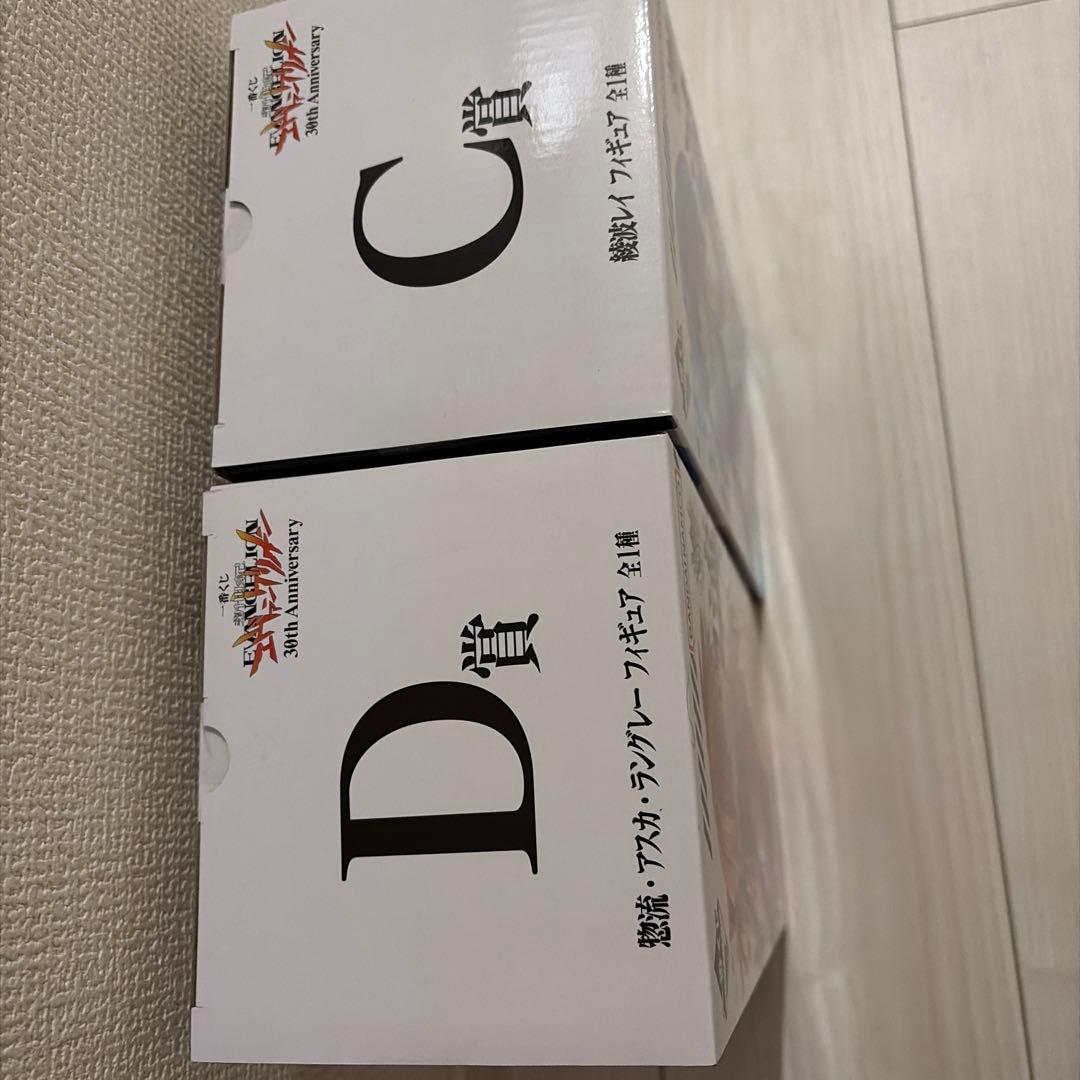 一番くじ
新世紀
EVANGELION
エヴァンゲリオン
30th Anniversary
D賞
惣流・アスカ・ラングレー フィギュア 全1種
一番くじ
新世紀
EVANGELION
エヴァンゲリオン
30th Anniversary
C賞
綾波レイ フィギュア 全1種